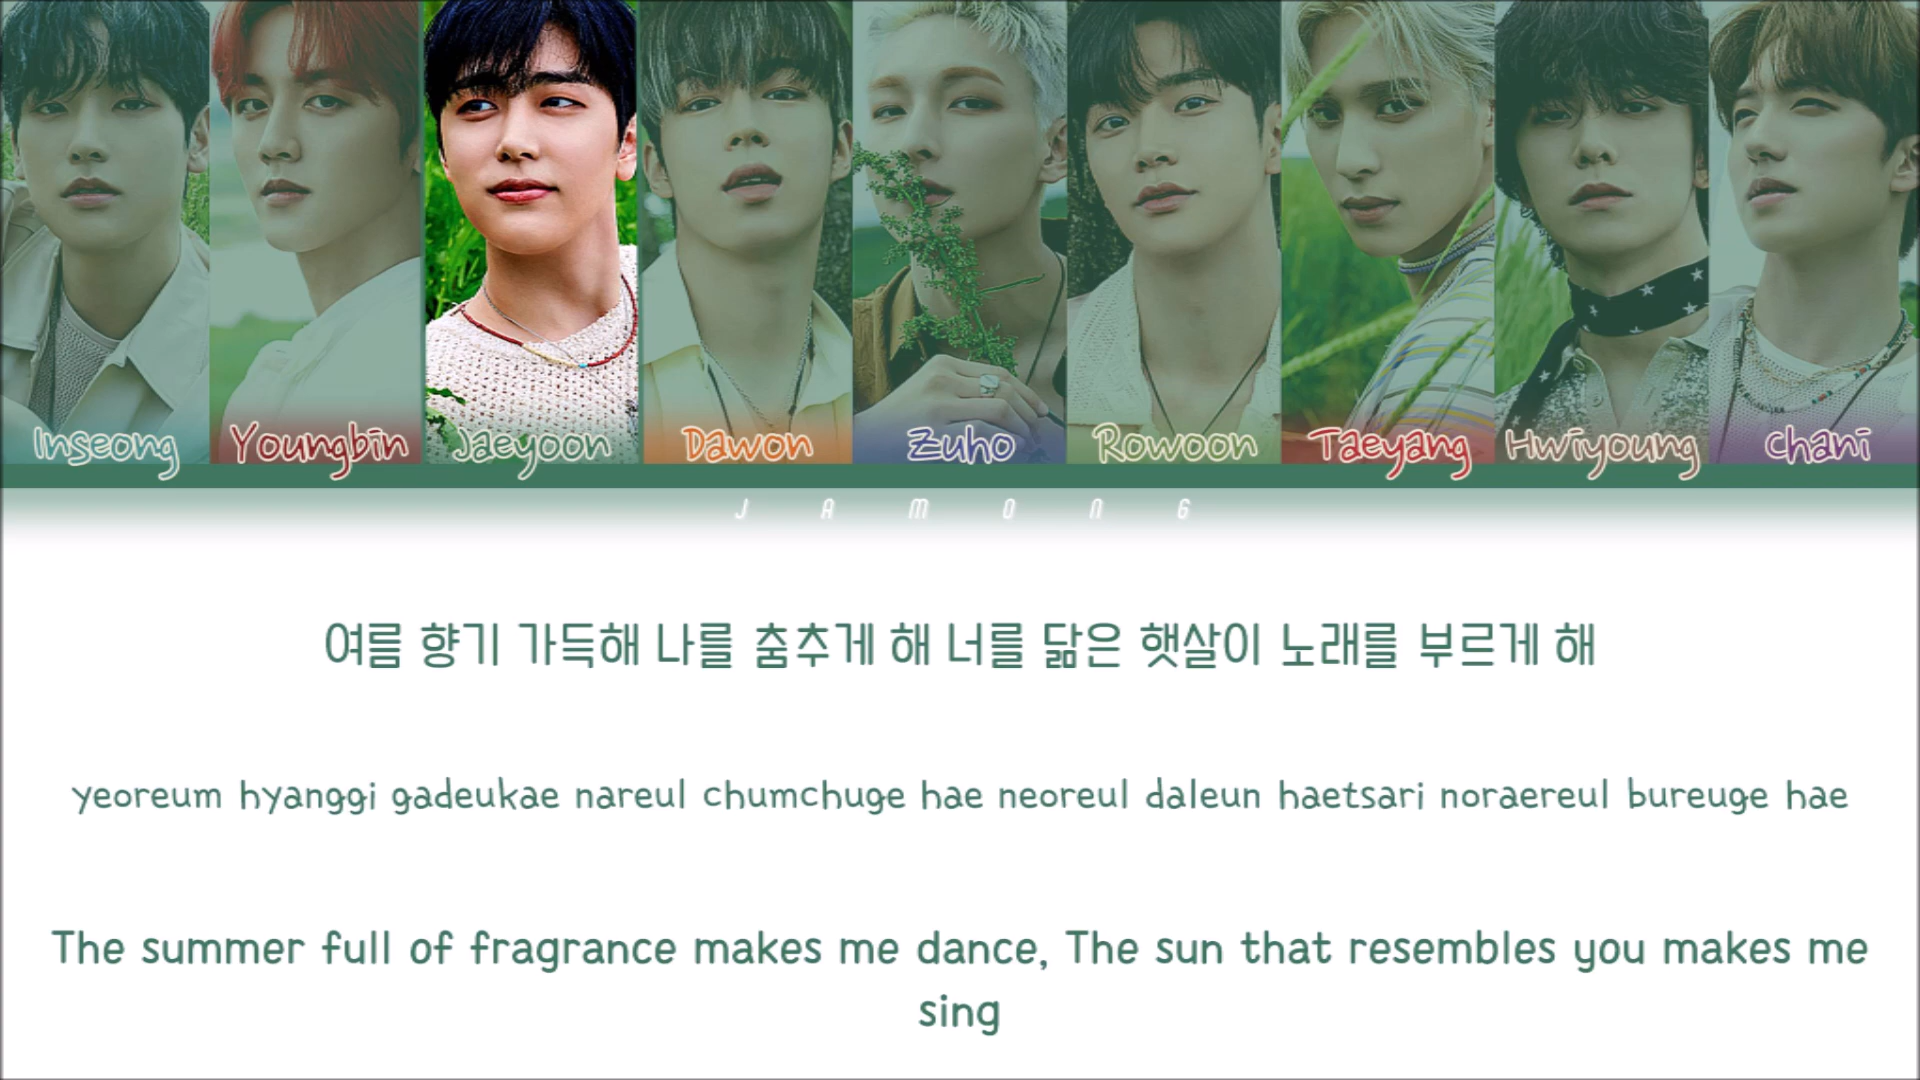 Inseong Youngbin Jaeyoon Dawon Zuho Rowoon Taeyang Hwiyoung Chani
J A M O N G
여름 향기 가득해 나를 춤추게 해 너를 닮은 햇살이 노래를 부르게 해
yeoreum hyanggi gadeukae nareul chumchuge hae neoreul daleun haetsari noraereul bureuge hae
The summer full of fragrance makes me dance, The sun that resembles you makes me
sing